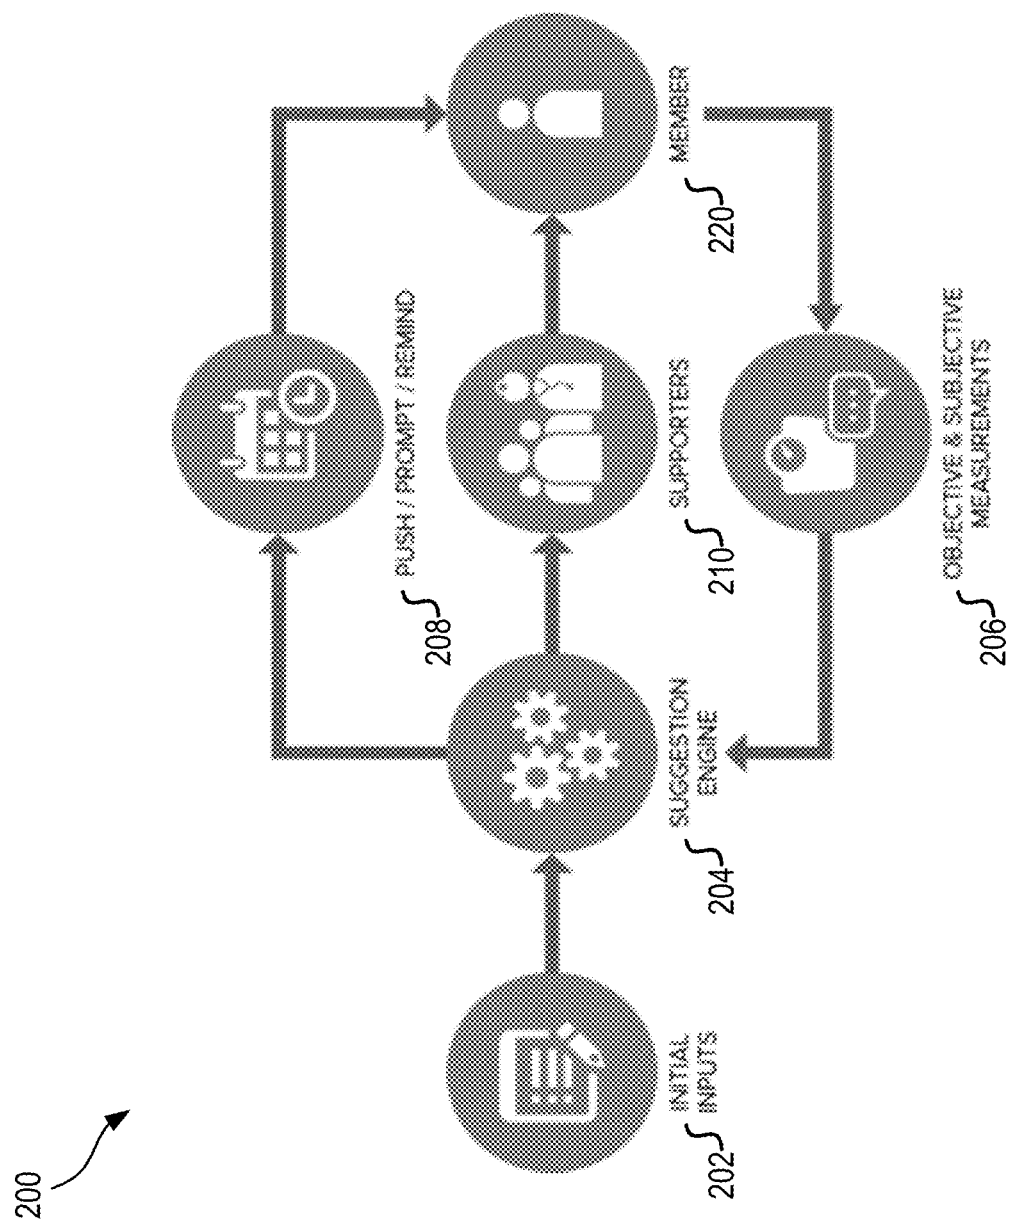 200
PUSH / PROMPT / REMIND
208
INITIAL
INPUTS
202
SUGGESTION
ENGINE
204
SUPPORTERS
210
MEMBER
220
OBJECTIVE & SUBJECTIVE
MEASUREMENTS
206